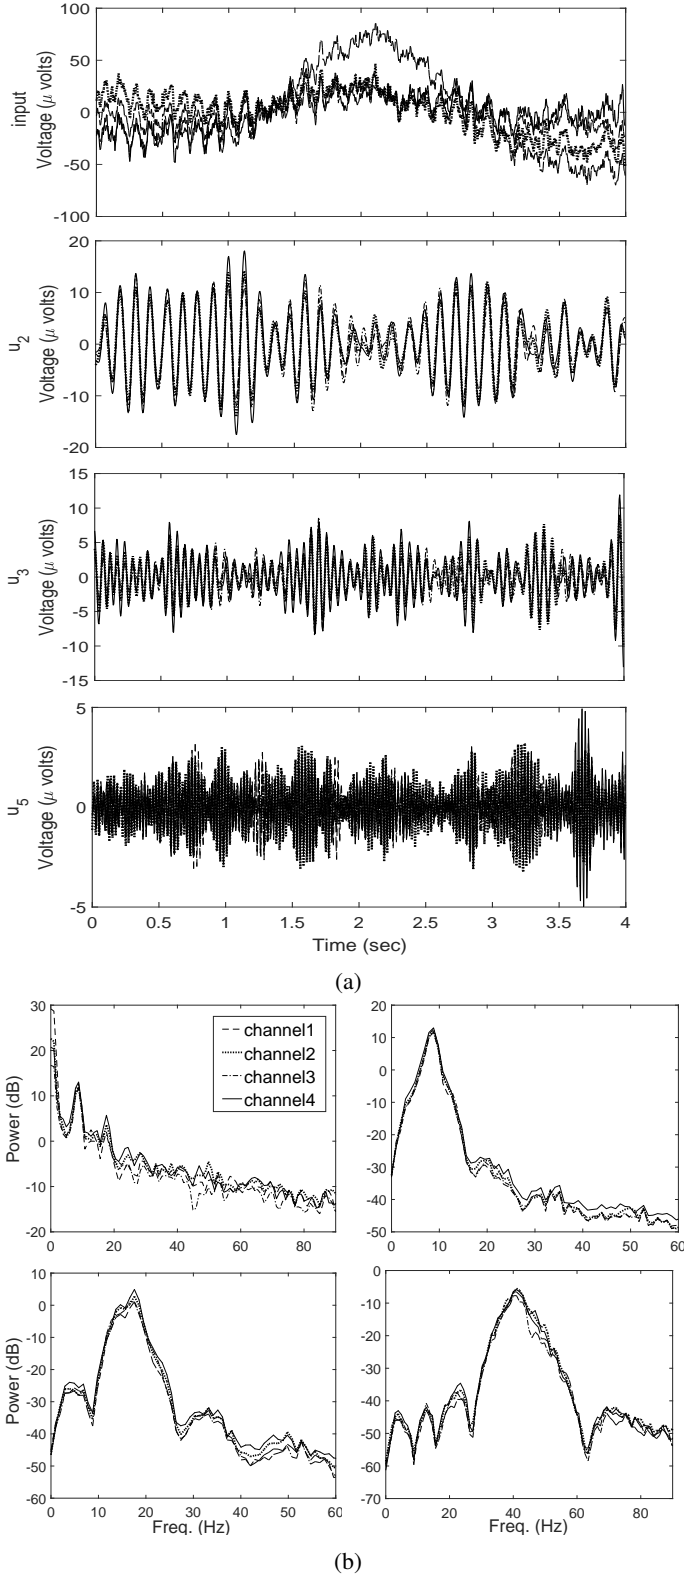 100
50
0
-50
-100
input
Voltage (μ volts)
20
10
0
-10
-20
u2
Voltage (μ volts)
15
10
5
0
-5
-10
-15
u3
Voltage (μ volts)
5
0
-5
u5
Voltage (μ volts)
0 0.5 1 1.5 2 2.5 3 3.5 4
Time (sec)
(a)
30
20
10
0
-10
-20
Power (dB)
0 20 40 60 80
channel1
channel2
channel3
channel4
20
10
0
-10
-20
-30
-40
-50
0 10 20 30 40 50 60
10
0
-10
-20
-30
-40
-50
-60
Power (dB)
0 10 20 30 40 50 60
Freq. (Hz)
0
-10
-20
-30
-40
-50
-60
-70
0 20 40 60 80
Freq. (Hz)
(b)